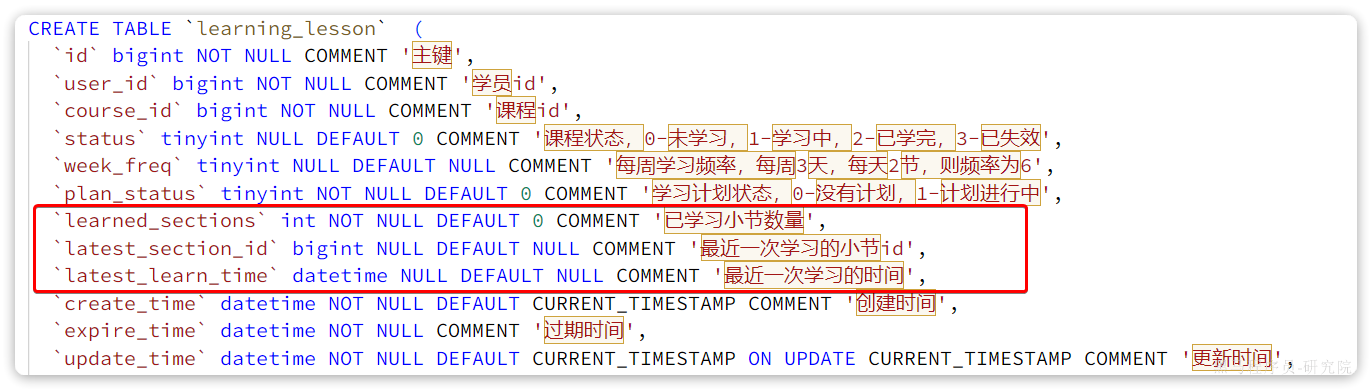 CREATE TABLE `learning_lesson`  (
`id` bigint NOT NULL COMMENT '主键',
`user_id` bigint NOT NULL COMMENT '学员id',
`course_id` bigint NOT NULL COMMENT '课程id',
`status` tinyint NULL DEFAULT 0 COMMENT '课程状态，0-未学习，1-学习中，2-已学完，3-已失效',
`week_freq` tinyint NULL DEFAULT NULL COMMENT '每周学习频率，每周3天，每天2节，则频率为6',
`plan_status` tinyint NOT NULL DEFAULT 0 COMMENT '学习计划状态，0-没有计划，1-计划进行中',
`learned_sections` int NOT NULL DEFAULT 0 COMMENT '已学习小节数量',
`latest_section_id` bigint NULL DEFAULT NULL COMMENT '最近一次学习的小节id',
`latest_learn_time` datetime NULL DEFAULT NULL COMMENT '最近一次学习的时间',
`create_time` datetime NOT NULL DEFAULT CURRENT_TIMESTAMP COMMENT '创建时间',
`expire_time` datetime NOT NULL COMMENT '过期时间',
`update_time` datetime NOT NULL DEFAULT CURRENT_TIMESTAMP ON UPDATE CURRENT_TIMESTAMP COMMENT '更新时间',
研究院